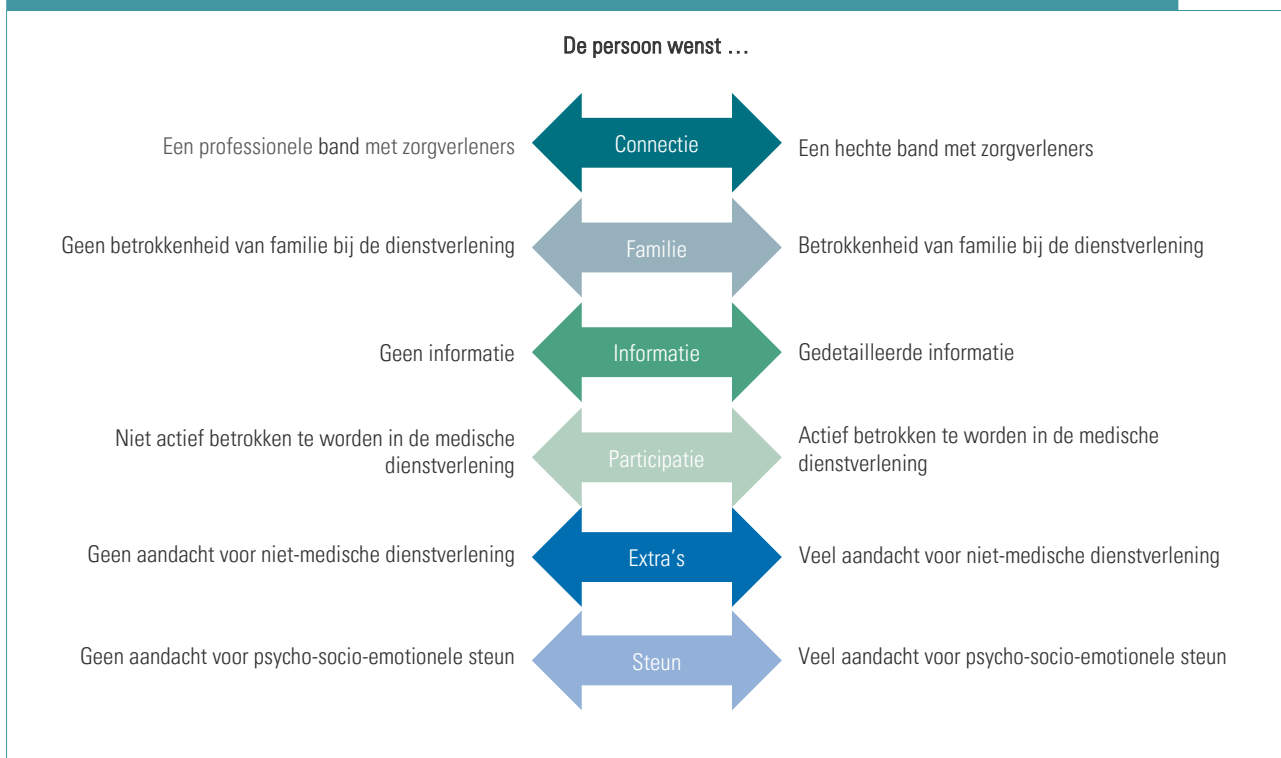 De persoon wenst …
Een professionele band met zorgverleners
Connectie
Een hechte band met zorgverleners
Geen betrokkenheid van familie bij de dienstverlening
Familie
Betrokkenheid van familie bij de dienstverlening
Geen informatie
Informatie
Gedetailleerde informatie
Niet actief betrokken te worden in de medische
dienstverlening
Participatie
Actief betrokken te worden in de medische
dienstverlening
Geen aandacht voor niet-medische dienstverlening
Extra's
Veel aandacht voor niet-medische dienstverlening
Geen aandacht voor psycho-socio-emotionele steun
Steun
Veel aandacht voor psycho-socio-emotionele steun